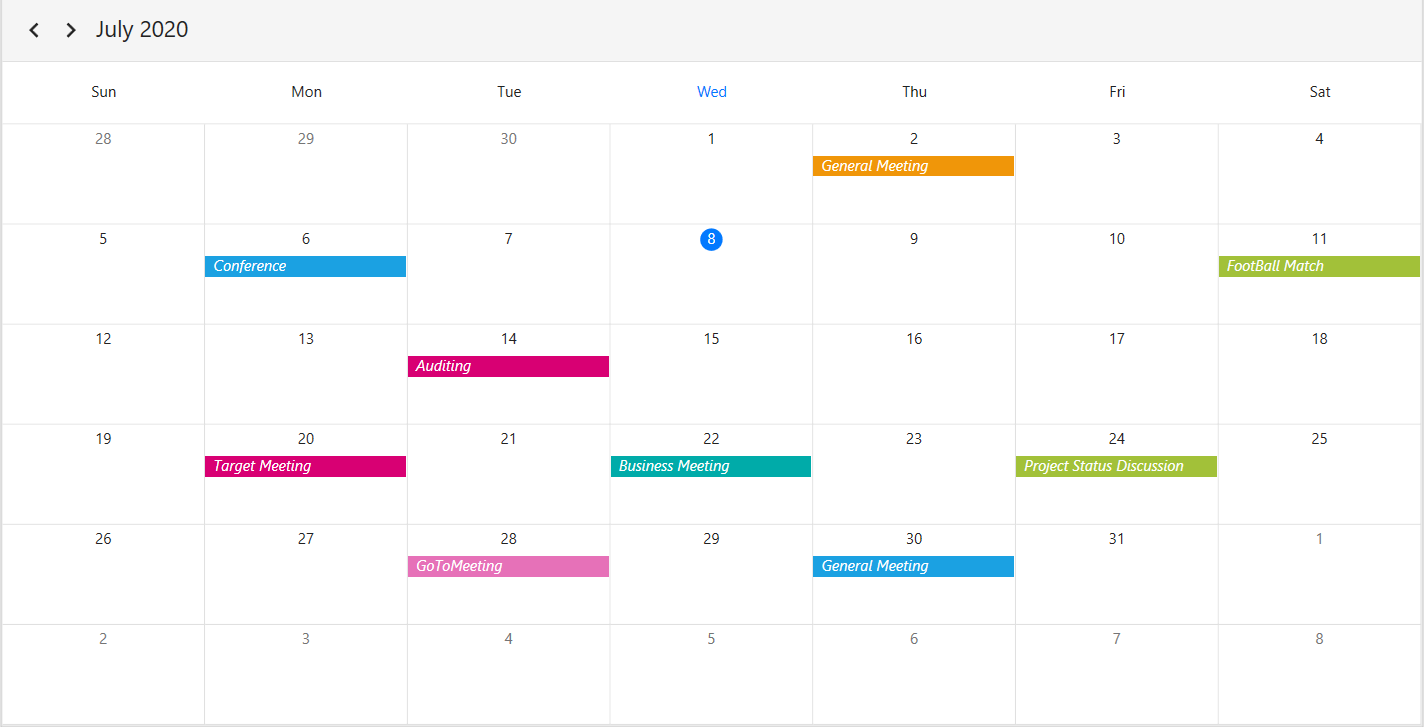 July 2020
Sun Mon Tue Wed Thu Fri Sat
28 29 30 1 2 3 4
General Meeting
5 6 7 8 9 10 11
Conference FootBall Match
12 13 14 15 16 17 18
Auditing
19 20 21 22 23 24 25
Target Meeting Business Meeting Project Status Discussion
26 27 28 29 30 31 1
GoToMeeting General Meeting
2 3 4 5 6 7 8